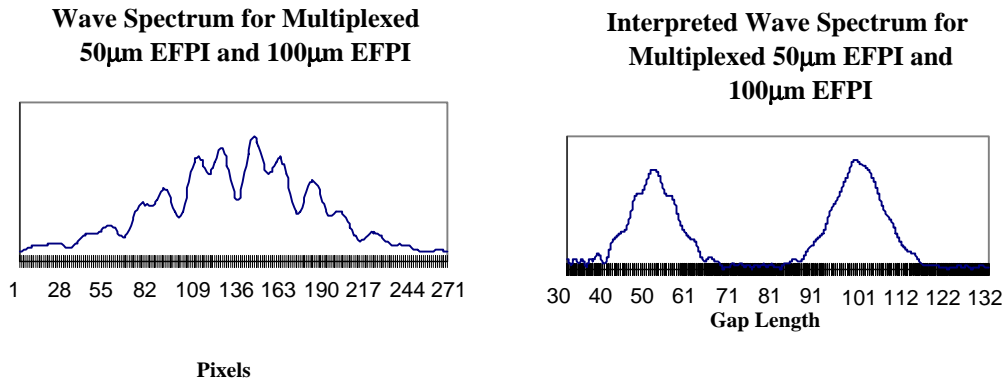 Wave Spectrum for Multiplexed
50μm EFPI and 100μm EFPI
1 28 55 82 109 136 163 190 217 244 271
Pixels
Interpreted Wave Spectrum for
Multiplexed 50μm EFPI and
100μm EFPI
30 40 51 61 71 81 91 101 112 122 132
Gap Length